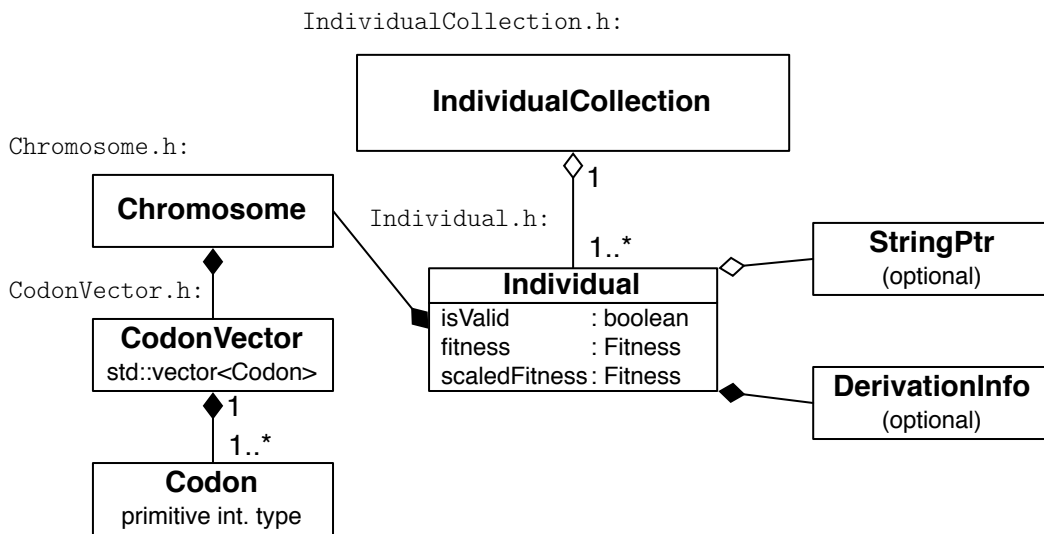 IndividualCollection.h:
IndividualCollection
Chromosome.h:
1
Chromosome
Individual.h:
1..*
StringPtr
(optional)
Individual
isValid : boolean
fitness : Fitness
scaledFitness : Fitness
CodonVector.h:
CodonVector
std::vector<Codon>
1
1..*
DerivationInfo
(optional)
Codon
primitive int. type